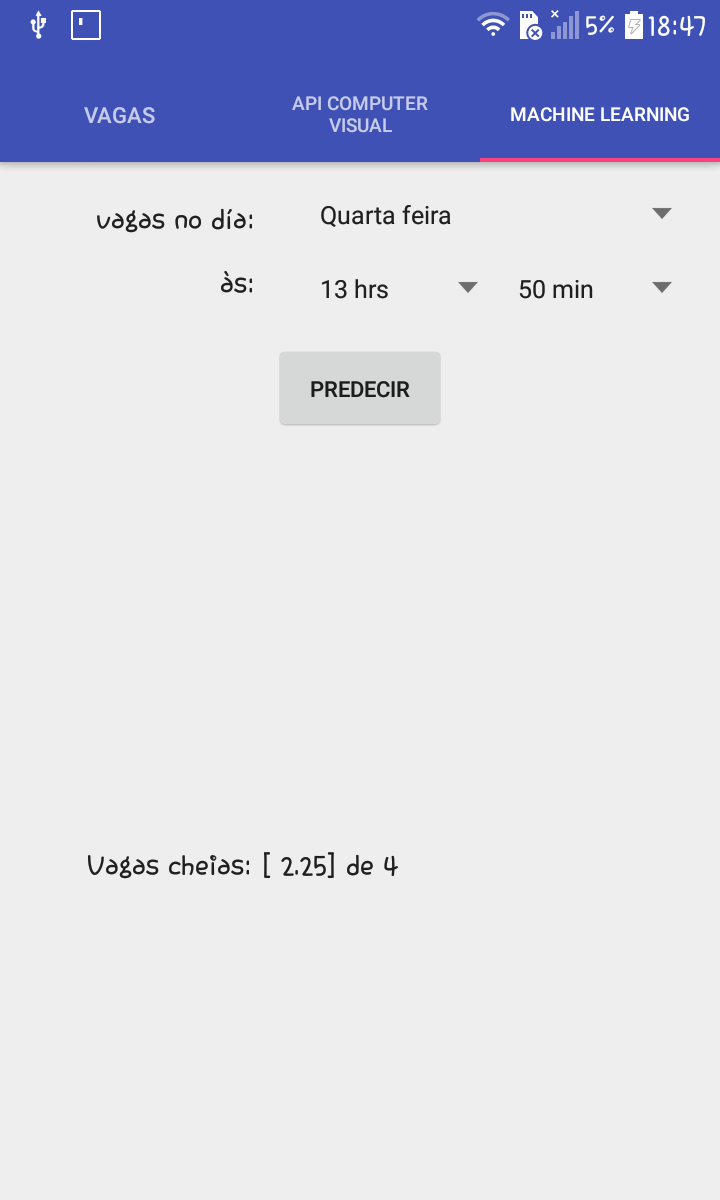 5% 18:47
VAGAS
API COMPUTER
VISUAL
MACHINE LEARNING
vagas no día: Quarta feira
às: 13 hrs 50 min
PREDECIR
Vagas cheias: [ 2.25] de 4